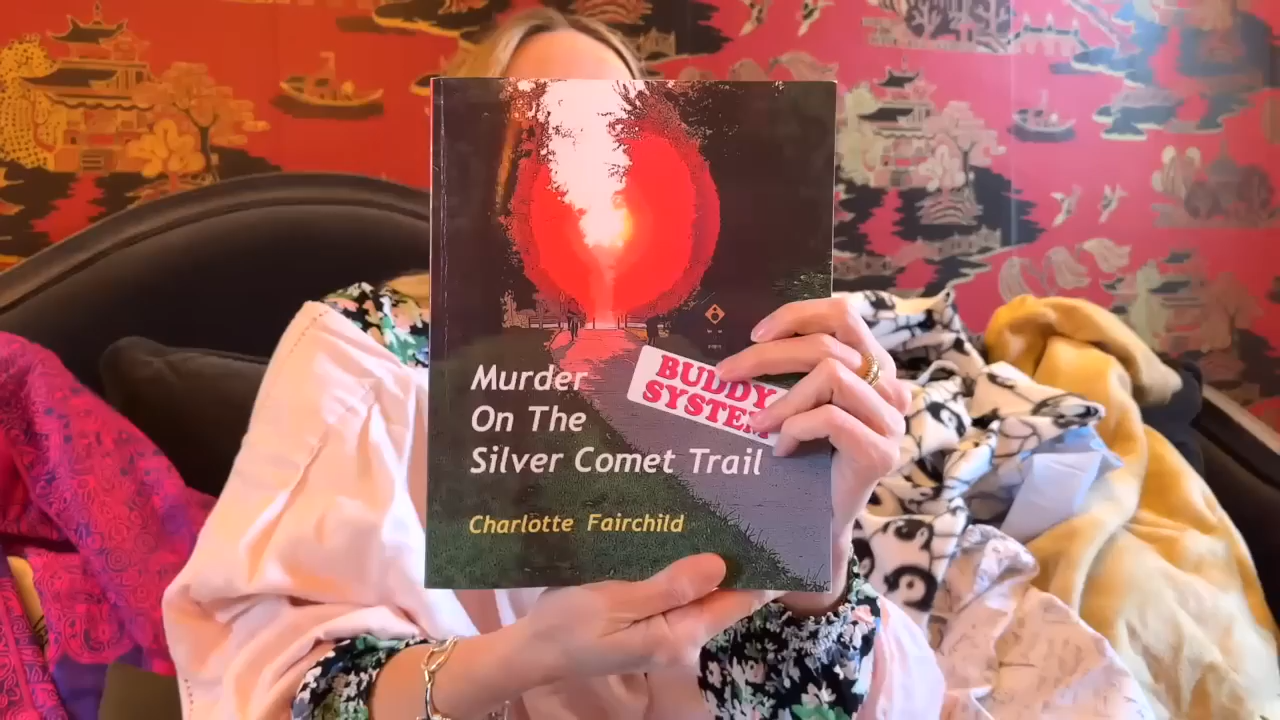 Murder
On The
Silver Comet Trail
BUDDY
SYSTEM
Charlotte Fairchild